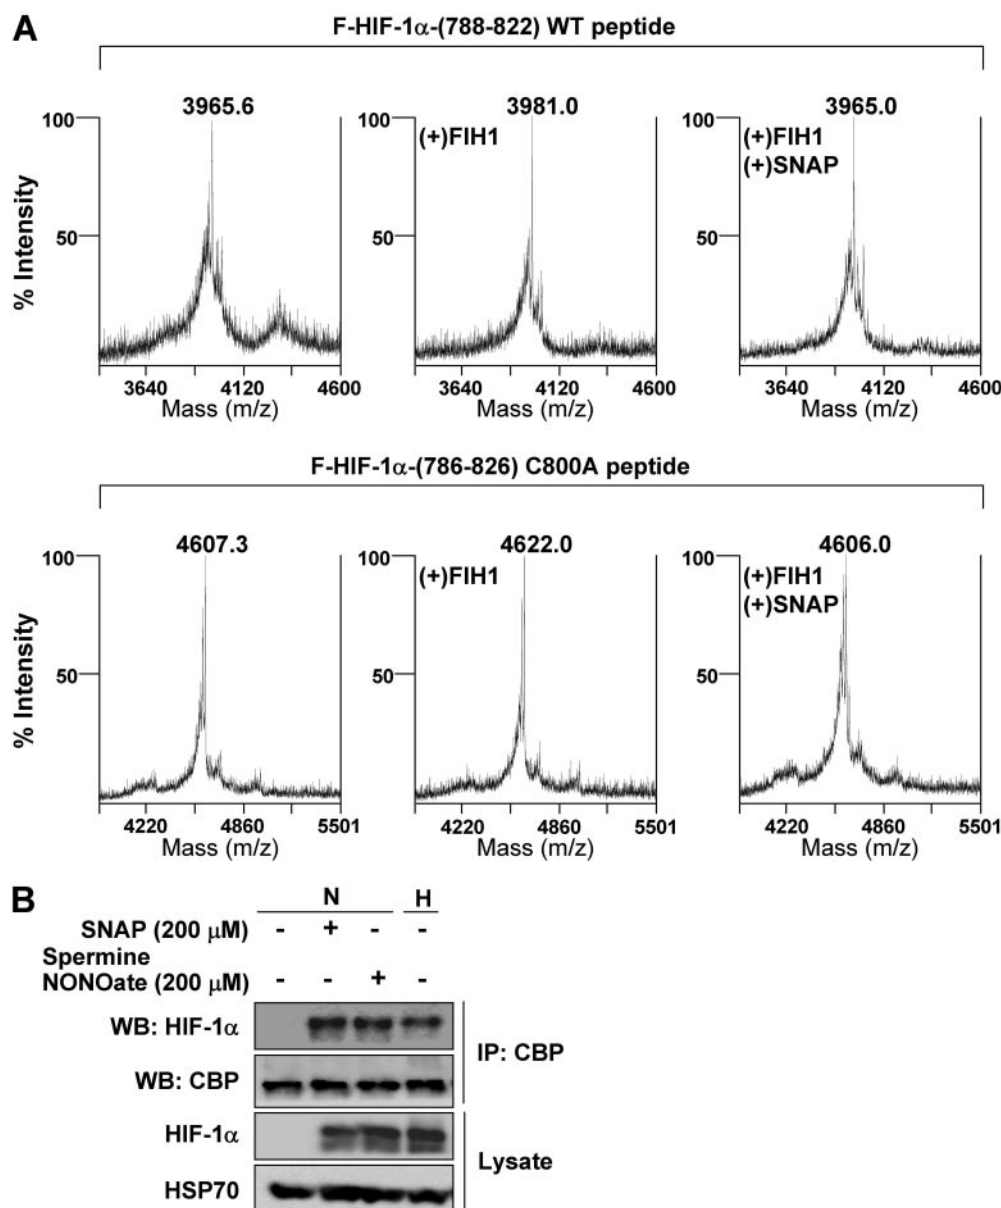 A
F-HIF-1α-(788-822) WT peptide
3965.6 3981.0 3965.0
100 100 100
(+)FIH1 (+)FIH1
(+)SNAP
% Intensity
50 50 50
3640 4120 4600 3640 4120 4600 3640 4120 4600
Mass (m/z) Mass (m/z) Mass (m/z)
F-HIF-1α-(786-826) C800A peptide
4607.3 4622.0 4606.0
100 100 100
(+)FIH1 (+)FIH1
(+)SNAP
% Intensity
50 50 50
4220 4860 5501 4220 4860 5501 4220 4860 5501
Mass (m/z) Mass (m/z) Mass (m/z)
B
N H
SNAP (200 μM) - + - -
Spermine
NONOate (200 μM) - - + -
WB: HIF-1α
IP: CBP
WB: CBP
HIF-1α
Lysate
HSP70